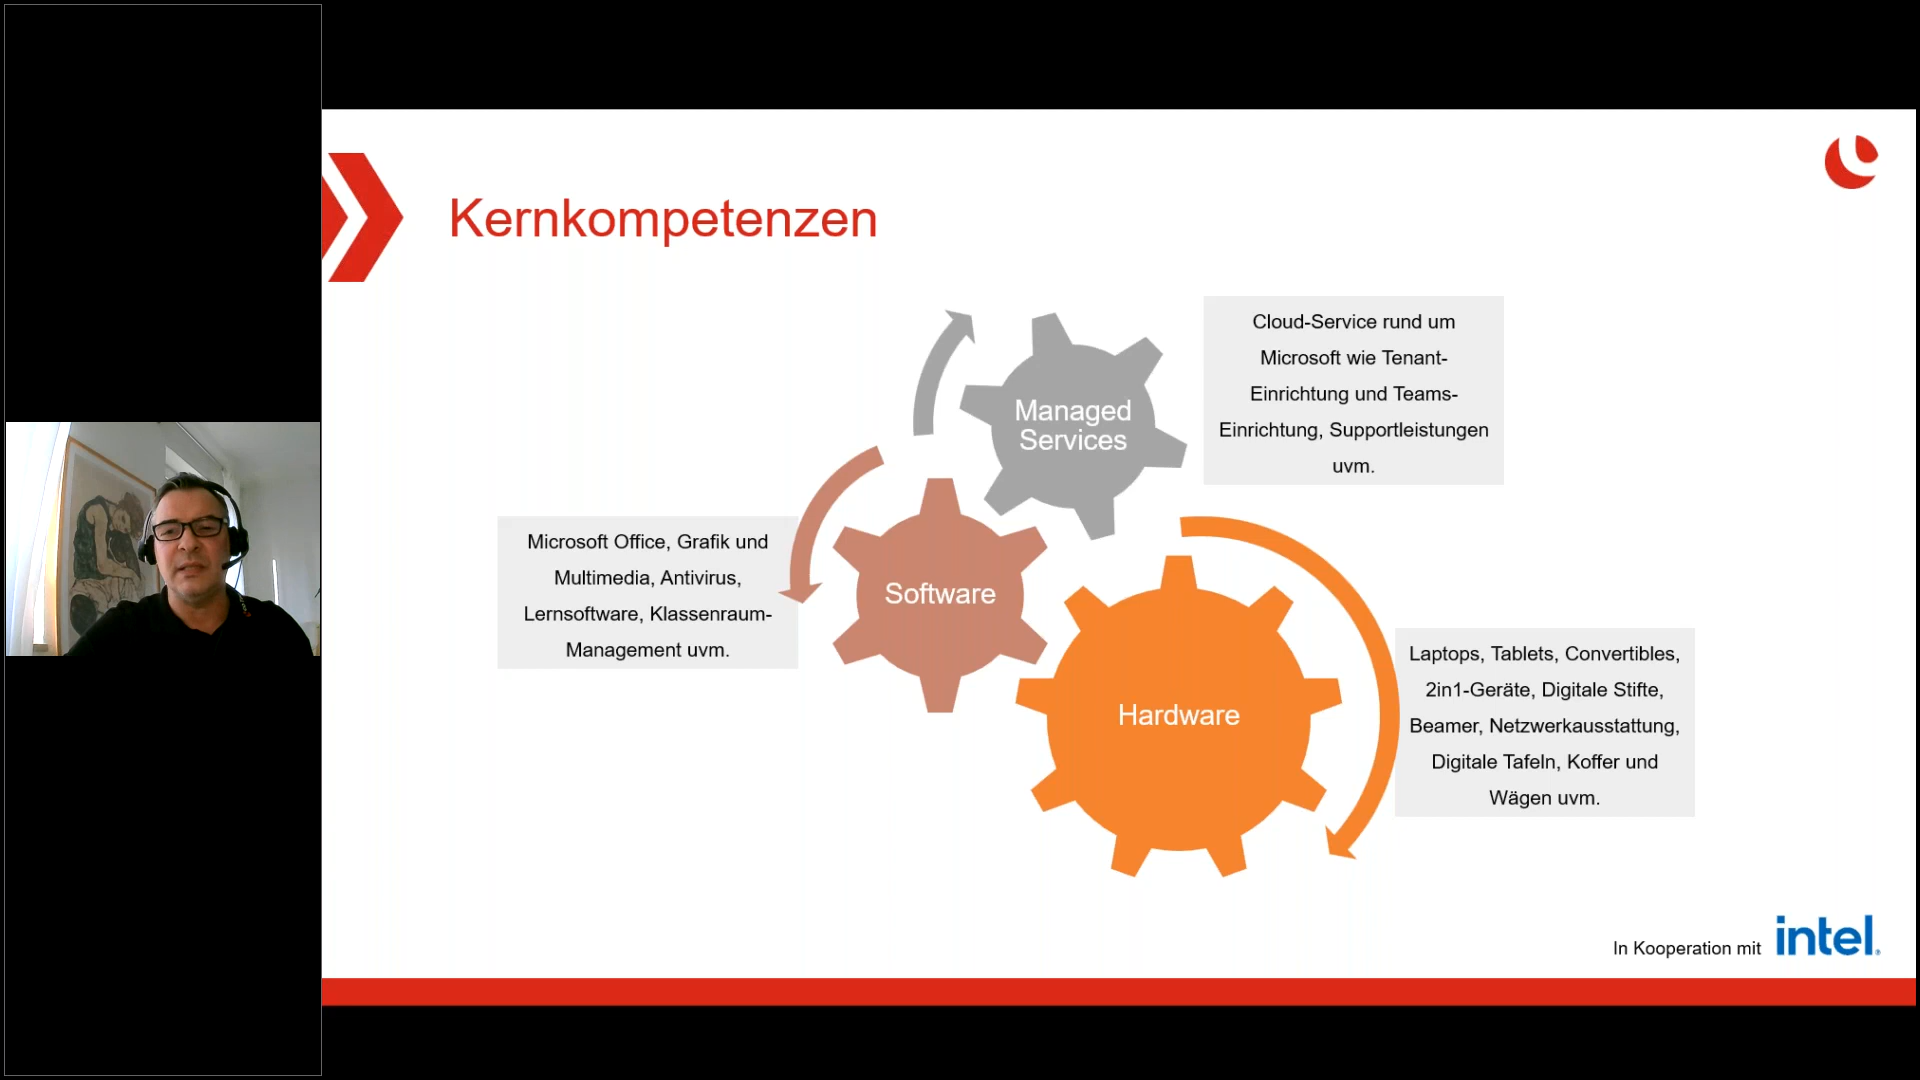 Kernkompetenzen
Cloud-Service rund um
Microsoft wie Tenant-
Einrichtung und Teams-
Einrichtung, Supportleistungen
uvm.
Managed
Services
Microsoft Office, Grafik und
Multimedia, Antivirus,
Lernsoftware, Klassenraum-
Management uvm.
Software
Hardware
Laptops, Tablets, Convertibles,
2in1-Geräte, Digitale Stifte,
Beamer, Netzwerkausstattung,
Digitale Tafeln, Koffer und
Wägen uvm.
In Kooperation mit
intel